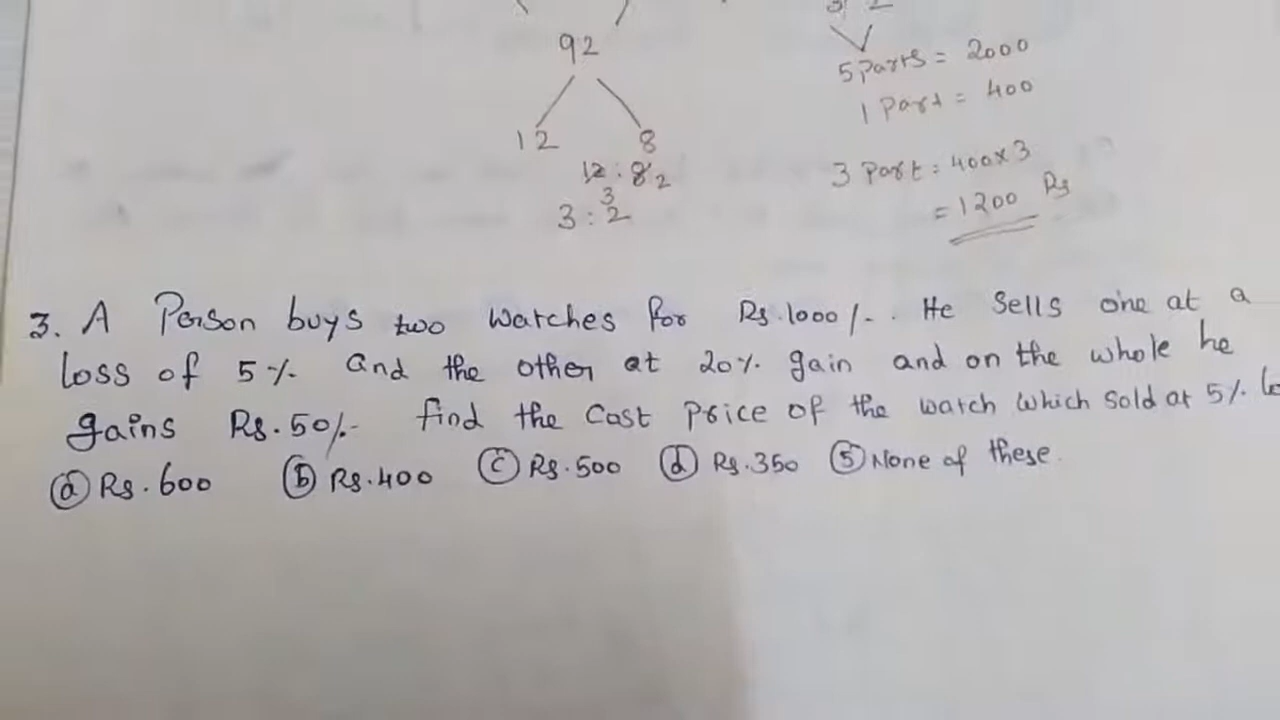 92
12 8
12 : 8 2
3
3 : 2
5 parts = 2000
1 Part = 400
3 Part = 400x3
= 1200 Rs
3. A Person buys two watches for Rs.1000/-. He Sells one at a
loss of 5% and the other at 20% gain and on the whole he
gains Rs.50/- find the Cost Price of the watch which sold at 5%
ⓐ Rs.600 ⓑ Rs.400 ⓒ Rs.500 ⓓ Rs.350 ⑤ None of these.